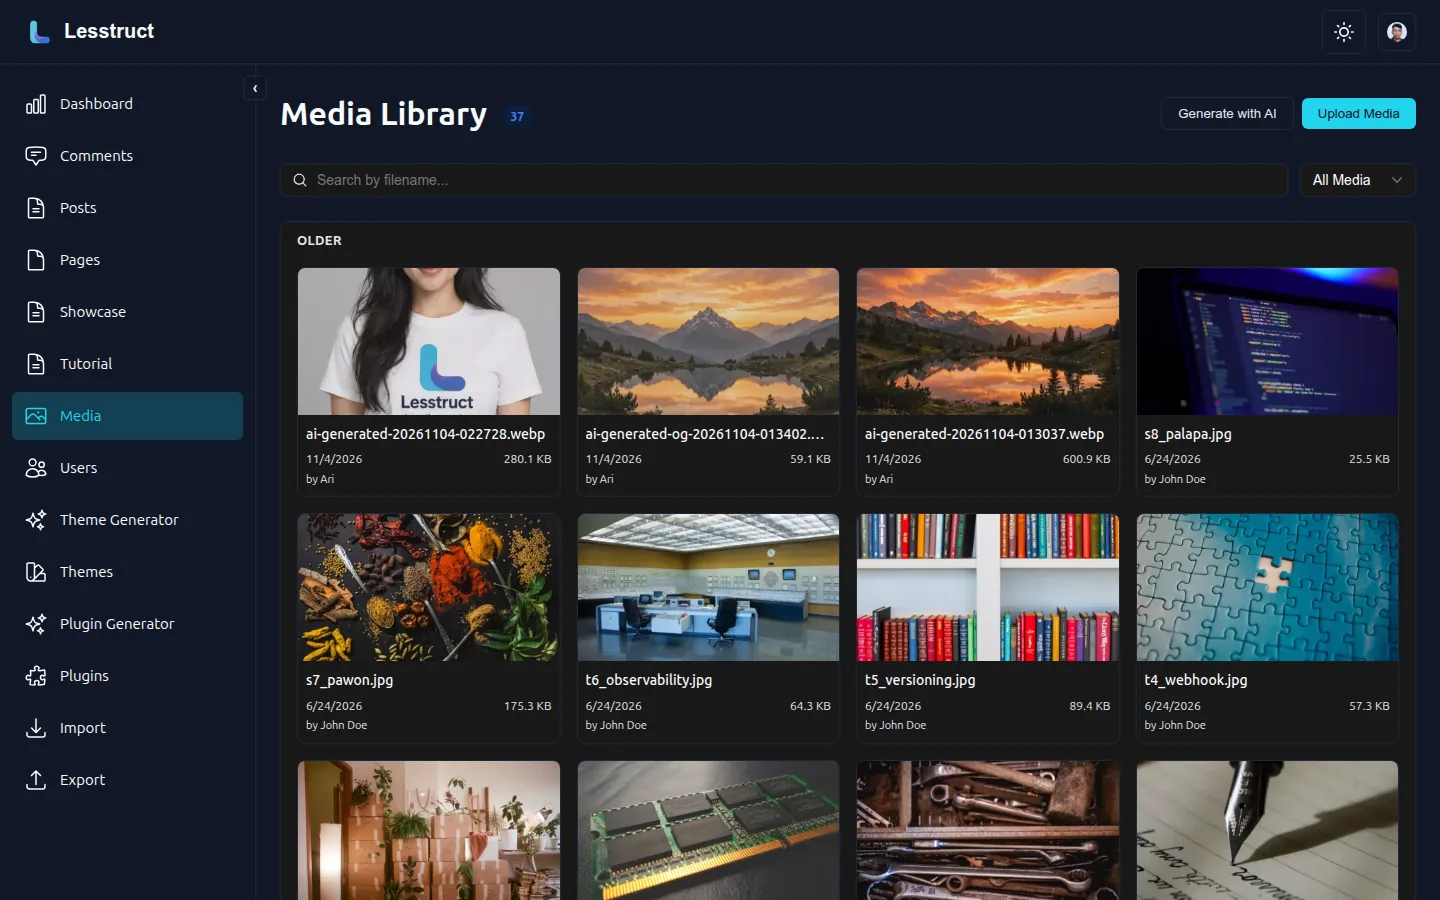 Lesstruct
Dashboard
Comments
Posts
Pages
Showcase
Tutorial
Media
Users
Theme Generator
Themes
Plugin Generator
Plugins
Import
Export
Media Library 37
Generate with AI
Upload Media
Search by filename...
All Media
OLDER
Lesstruct
ai-generated-20261104-022728.webp
11/4/2026 280.1 KB
by Ari
ai-generated-og-20261104-013402....
11/4/2026 59.1 KB
by Ari
ai-generated-20261104-013037.webp
11/4/2026 600.9 KB
by Ari
s8_palapa.jpg
6/24/2026 25.5 KB
by John Doe
s7_pawon.jpg
6/24/2026 175.3 KB
by John Doe
t6_observability.jpg
6/24/2026 64.3 KB
by John Doe
t5_versioning.jpg
6/24/2026 89.4 KB
by John Doe
t4_webhook.jpg
6/24/2026 57.3 KB
by John Doe